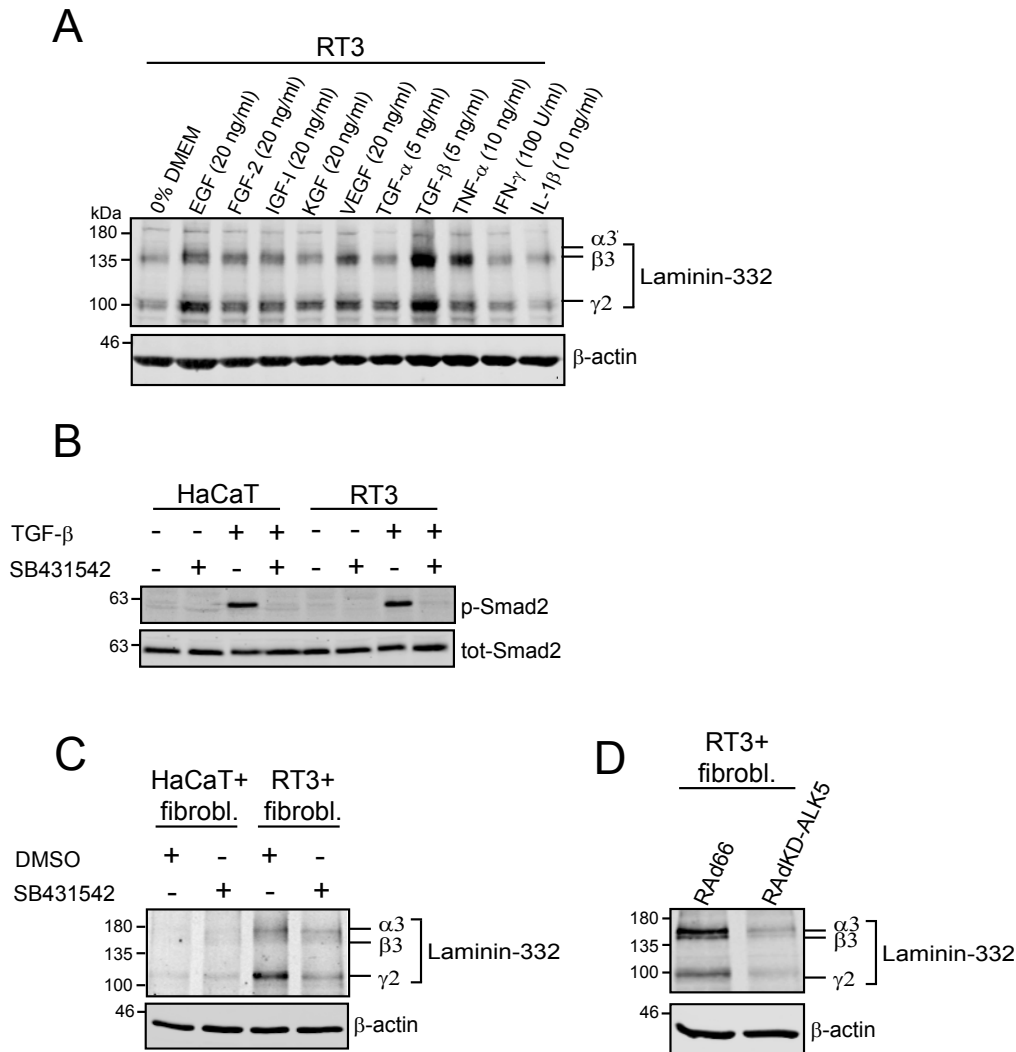 A
RT3
0% DMEM
EGF (20 ng/ml)
FGF-2 (20 ng/ml)
IGF-I (20 ng/ml)
KGF (20 ng/ml)
VEGF (20 ng/ml)
TGF-α (5 ng/ml)
TGF-β (5 ng/ml)
TNF-α (10 ng/ml)
IFN-γ (100 U/ml)
IL-1β (10 ng/ml)
kDa
180
135
100
α3'
β3
γ2
Laminin-332
46
β-actin
B
HaCaT RT3
TGF-β - - + + - - + +
SB431542 - + - + - + - +
63 p-Smad2
63 tot-Smad2
C
HaCaT+ RT3+
fibrobl. fibrobl.
DMSO + - + -
SB431542 - + - +
180
135
100
α3
β3
γ2
Laminin-332
46
β-actin
D
RT3+
fibrobl.
RAd66
RAdKD-ALK5
180
135
100
α3
β3
γ2
Laminin-332
46
β-actin